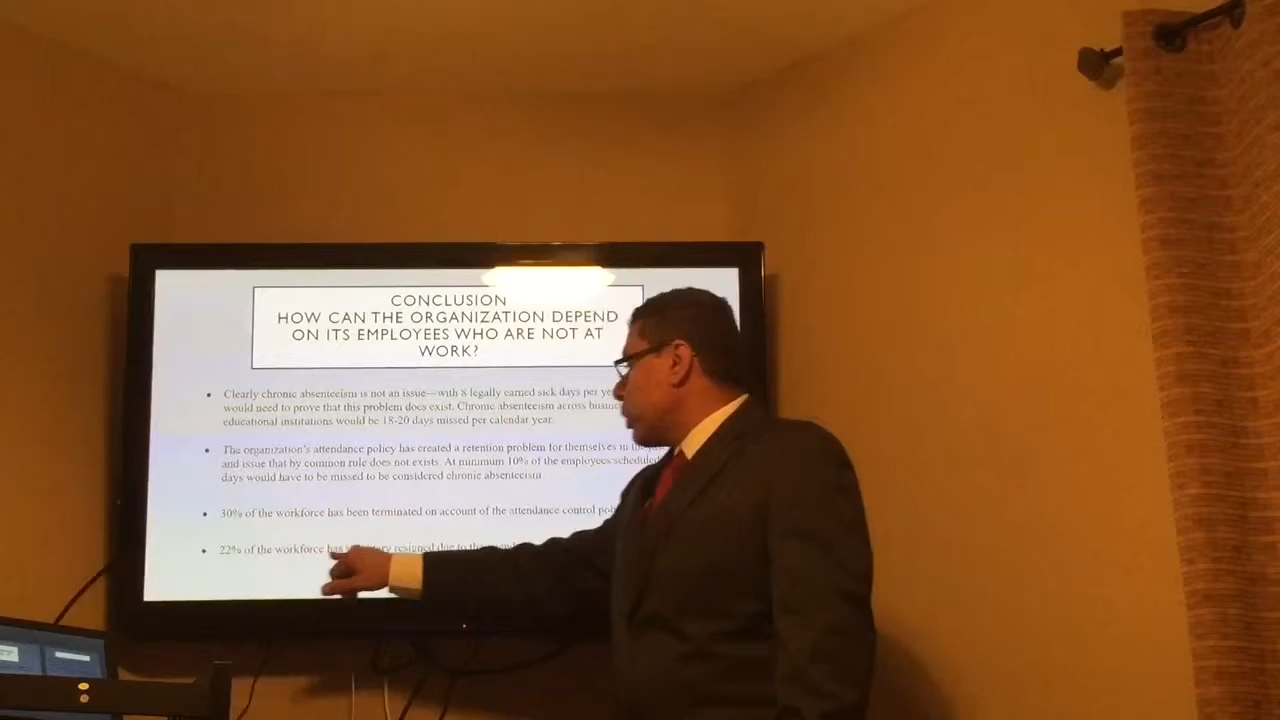 CONCLUSION
HOW CAN THE ORGANIZATION DEPEND
ON ITS EMPLOYEES WHO ARE NOT AT
WORK?
• Clearly chronic absenteeism is not an issue—with 8 legally earned sick days per
would need to prove that this problem does exist. Chronic absenteeism across
educational institutions would be 18-20 days missed per calendar year.
• The organization's attendance policy has created a retention problem for themselves in
and issue that by common rule does not exists. At minimum 10% of the employees scheduled
days would have to be missed to be considered chronic absenteeism
• 30% of the workforce has been terminated on account of the attendance control
• 22% of the workforce has resigned due to the